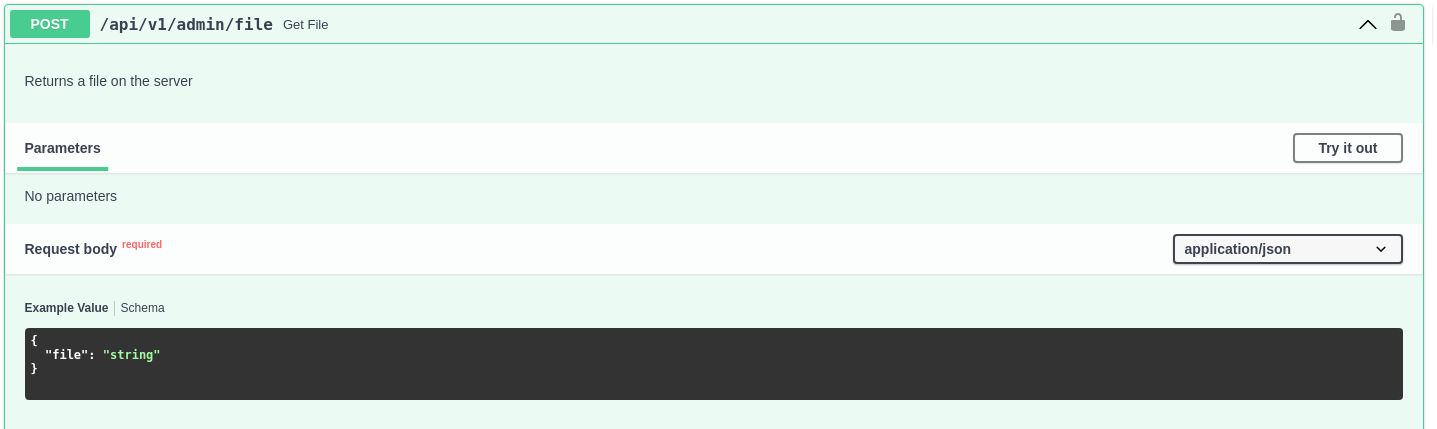 POST /api/v1/admin/file Get File
Returns a file on the server
Parameters Try it out
No parameters
Request body required application/json
Example Value Schema
{
"file": "string"
}